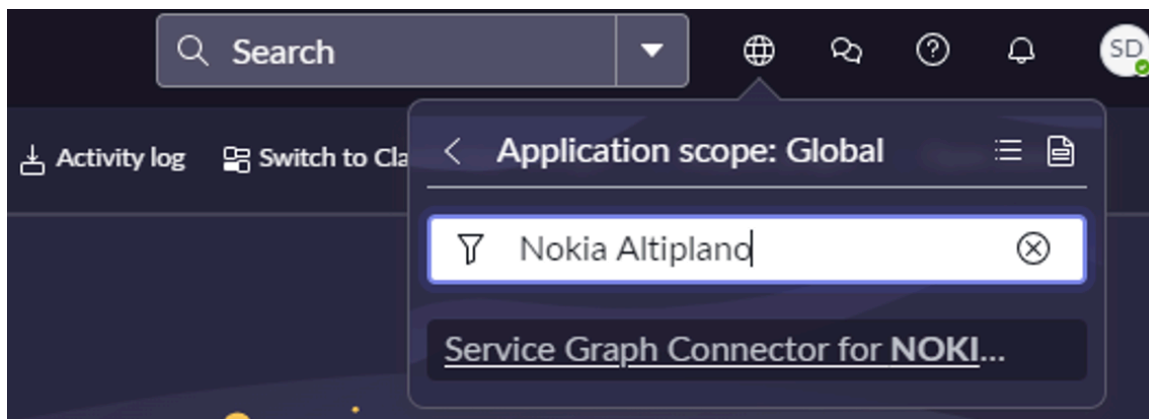 Search
SD
Activity log
Switch to Cla
Application scope: Global
Nokia Altiplano
Service Graph Connector for NOKI...